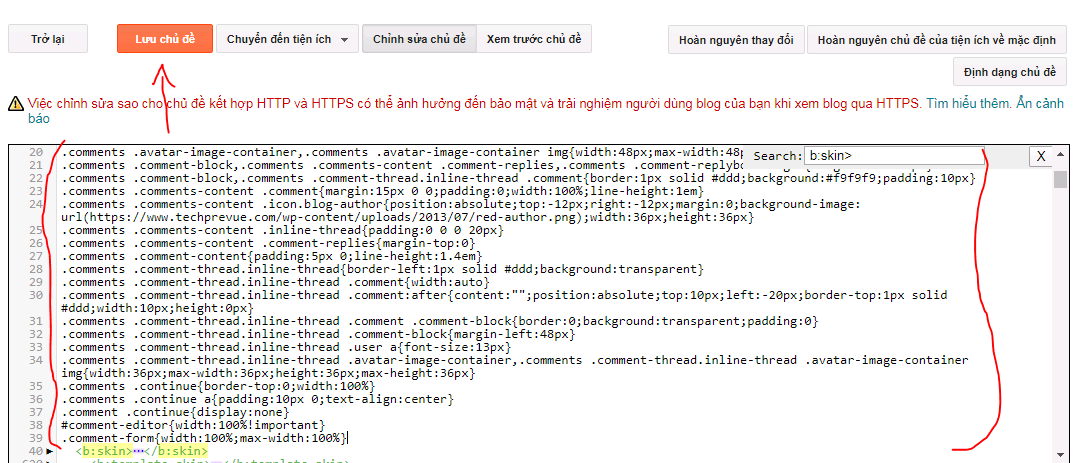 Trở lại
Lưu chủ đề
Chuyển đến tiện ích
Chỉnh sửa chủ đề
Xem trước chủ đề
Hoàn nguyên thay đổi
Hoàn nguyên chủ đề của tiện ích về mặc định
Định dạng chủ đề
Việc chỉnh sửa sao cho chủ đề kết hợp HTTP và HTTPS có thể ảnh hưởng đến bảo mật và trải nghiệm người dùng blog của bạn khi xem blog qua HTTPS. Tìm hiểu thêm. Ẩn cảnh
báo
Search: b:skin> X
20 .comments .avatar-image-container,.comments .avatar-image-container img{width:48px;max-width:48p
21 .comments .comment-block,.comments .comments-content .comment-replies,.comments .comment-replybo
22 .comments .comment-block,.comments .comment-thread.inline-thread .comment{border:1px solid #ddd;background:#f9f9f9;padding:10px}
23 .comments .comments-content .comment{margin:15px 0 0;padding:0;width:100%;line-height:1em}
24 .comments .comments-content .icon.blog-author{position:absolute;top:-12px;right:-12px;margin:0;background-image:
url(https://www.techprevue.com/wp-content/uploads/2013/07/red-author.png);width:36px;height:36px}
25 .comments .comments-content .inline-thread{padding:0 0 0 20px}
26 .comments .comments-content .comment-replies{margin-top:0}
27 .comments .comment-content{padding:5px 0;line-height:1.4em}
28 .comments .comment-thread.inline-thread{border-left:1px solid #ddd;background:transparent}
29 .comments .comment-thread.inline-thread .comment{width:auto}
30 .comments .comment-thread.inline-thread .comment:after{content:"";position:absolute;top:10px;left:-20px;border-top:1px solid
#ddd;width:10px;height:0px}
31 .comments .comment-thread.inline-thread .comment .comment-block{border:0;background:transparent;padding:0}
32 .comments .comment-thread.inline-thread .comment-block{margin-left:48px}
33 .comments .comment-thread.inline-thread .user a{font-size:13px}
34 .comments .comment-thread.inline-thread .avatar-image-container,.comments .comment-thread.inline-thread .avatar-image-container
img{width:36px;max-width:36px;height:36px;max-height:36px}
35 .comments .continue{border-top:0;width:100%}
36 .comments .continue a{padding:10px 0;text-align:center}
37 .comment .continue{display:none}
38 #comment-editor{width:100%!important}
39 .comment-form{width:100%;max-width:100%}
40 <b:skin>⋯</b:skin>